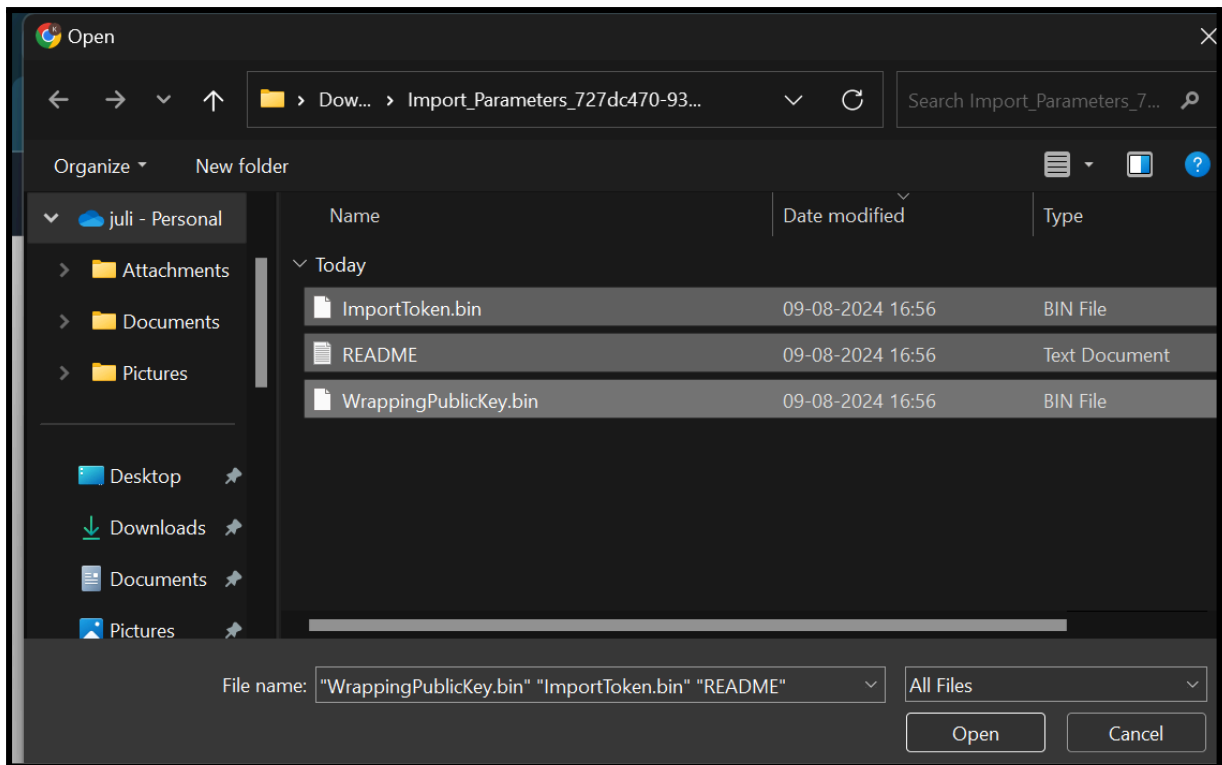 Open
Dow... > Import_Parameters_727dc470-93...
Search Import_Parameters_7...
Organize
New folder
juli - Personal
Attachments
Documents
Pictures
Desktop
Downloads
Documents
Pictures
Name Date modified Type
Today
ImportToken.bin 09-08-2024 16:56 BIN File
README 09-08-2024 16:56 Text Document
WrappingPublicKey.bin 09-08-2024 16:56 BIN File
File name: "WrappingPublicKey.bin" "ImportToken.bin" "README"
All Files
Open
Cancel